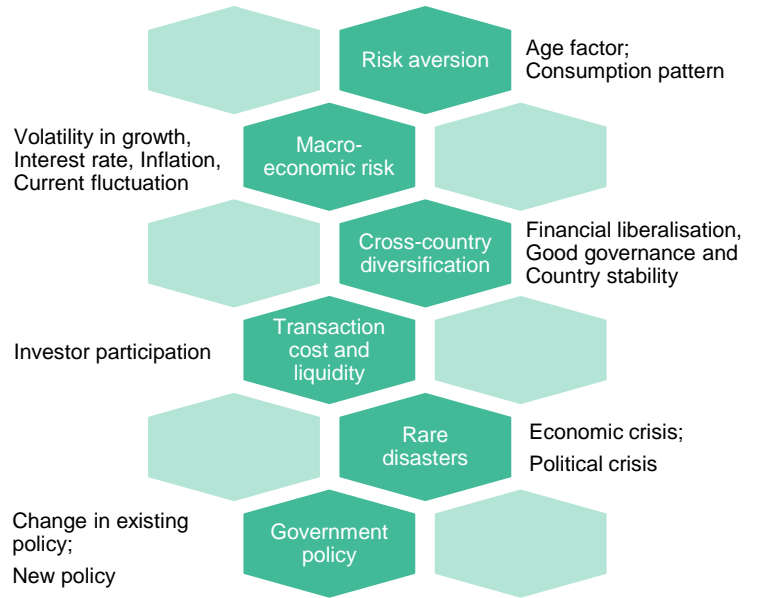 Risk aversion
Age factor;
Consumption pattern
Volatility in growth,
Interest rate, Inflation,
Current fluctuation
Macro-
economic risk
Cross-country
diversification
Financial liberalisation,
Good governance and
Country stability
Investor participation
Transaction
cost and
liquidity
Rare
disasters
Economic crisis;
Political crisis
Change in existing
policy;
New policy
Government
policy